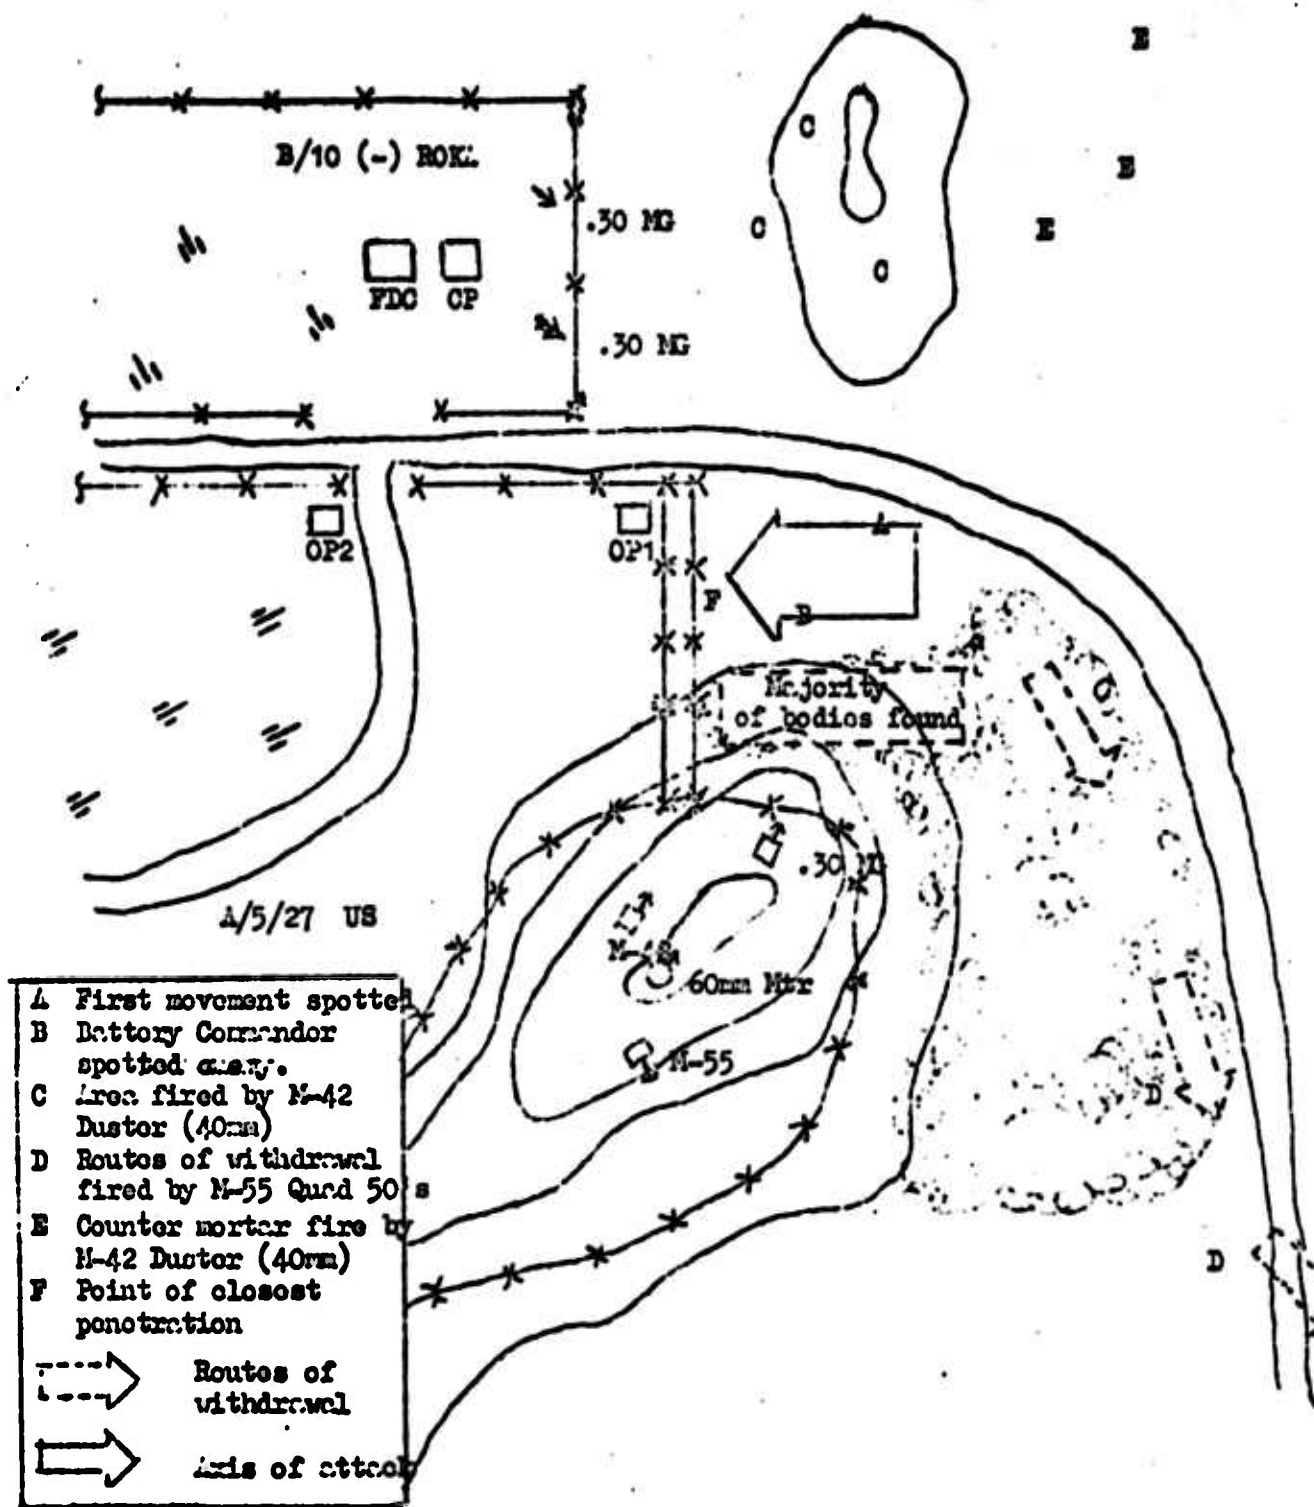 E
B/10 (-) ROKA
C
E
.30 MG
C
E
FDC CP
C
.30 MG
OP2
OP1
A
F
B
Majority
of bodies found
D
.30 MG
A/5/27 US
60mm Mtr
M-55
D
D
A First movement spotted
B Battery Commander
spotted enemy.
C Area fired by M-42
Duster (40mm)
D Routes of withdrawal
fired by M-55 Quad 50's
E Counter mortar fire by
M-42 Duster (40mm)
F Point of closest
penetration
Routes of
withdrawal
Axis of attack